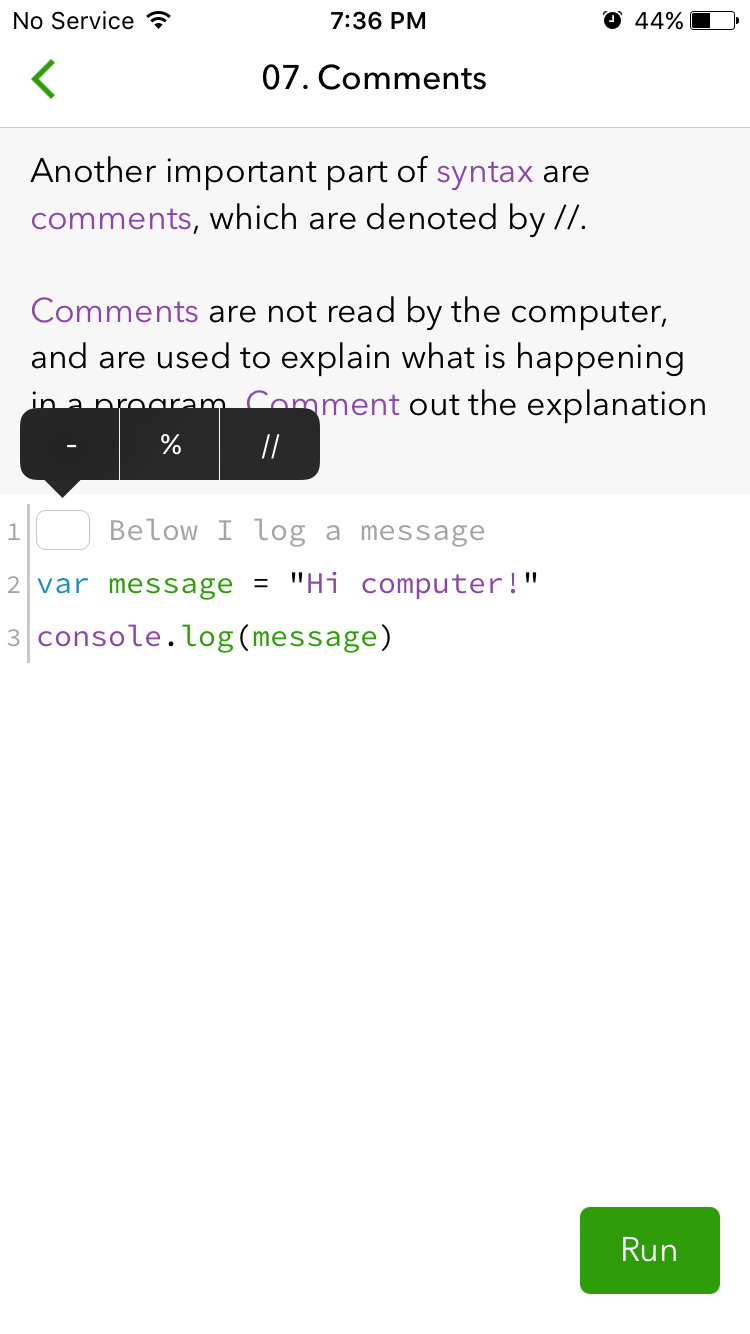 No Service 7:36 PM 44%
07. Comments
Another important part of syntax are
comments, which are denoted by //.
Comments are not read by the computer,
and are used to explain what is happening
in a program. Comment out the explanation
- % //
1 Below I log a message
2 var message = "Hi computer!"
3 console.log(message)
Run